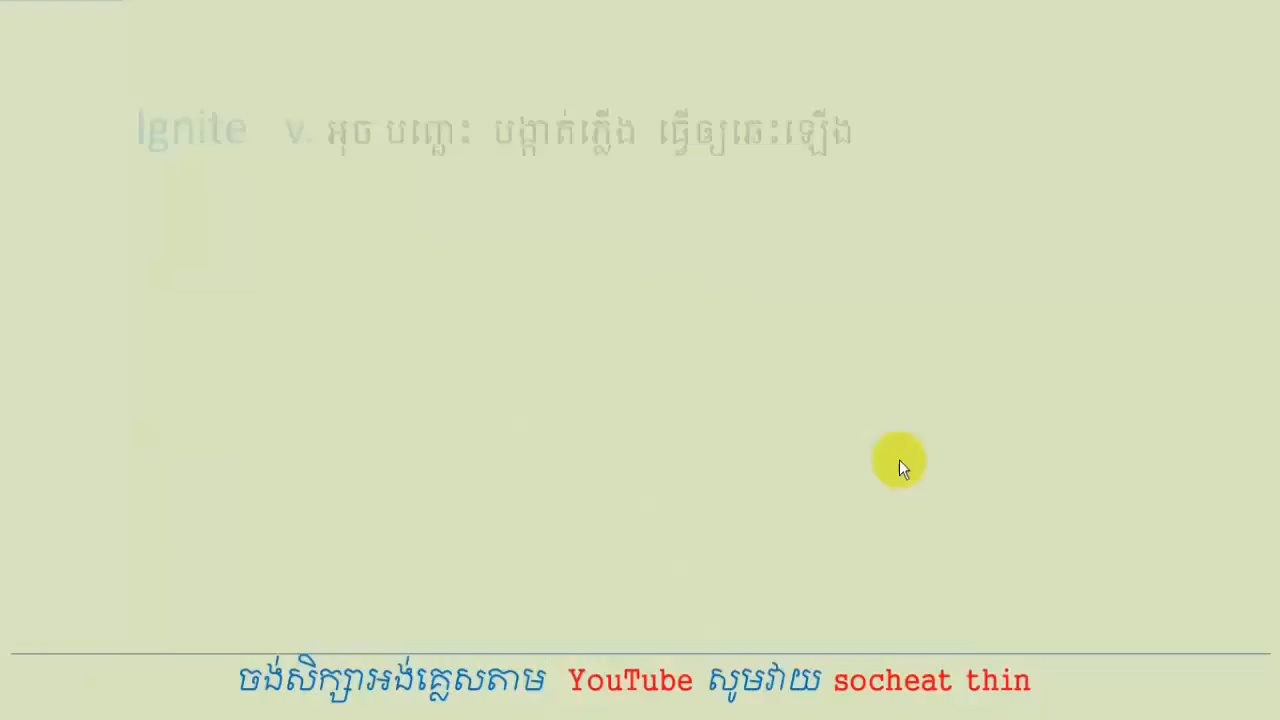 Ignite v. អុច បញ្ឆេះ បង្កាត់ភ្លើង ធ្វើឲ្យឆេះឡើង
ចង់សិក្សាអង់គ្លេសតាម YouTube សូមវាយ socheat thin